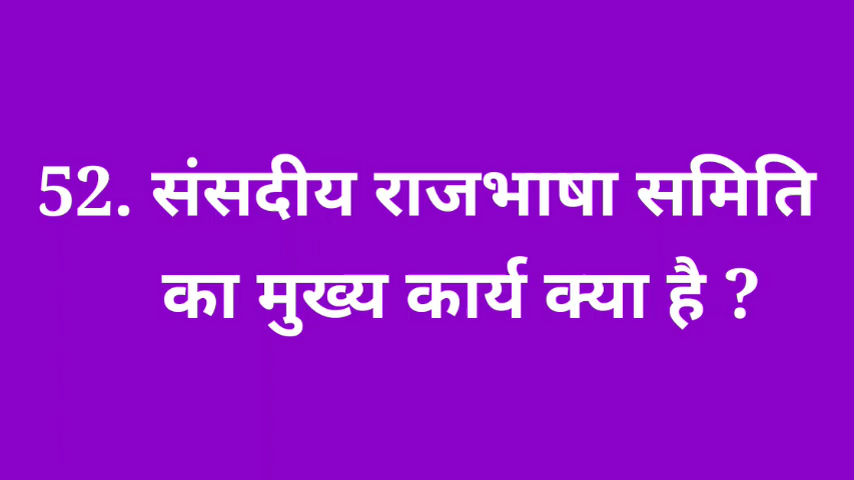 52. संसदीय राजभाषा समिति
का मुख्य कार्य क्या है ?